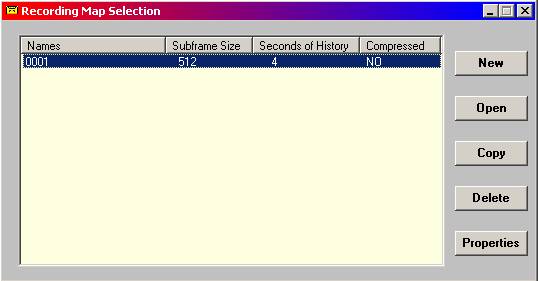 Recording Map Selection
Names Subframe Size Seconds of History Compressed
0001 512 4 NO
New
Open
Copy
Delete
Properties